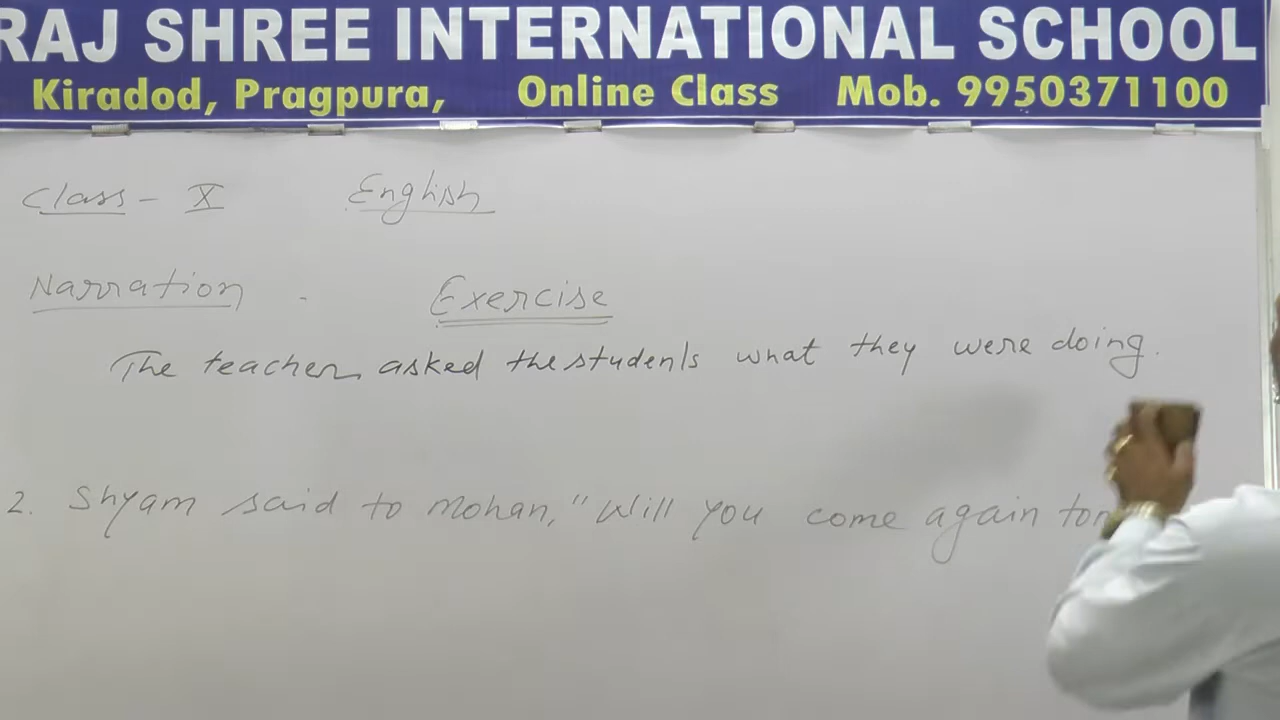 RAJ SHREE INTERNATIONAL SCHOOL
Kiradod, Pragpura, Online Class Mob. 9950371100
Class - X English
Narration Exercise
The teacher asked the students what they were doing.
2. Shyam said to Mohan, "Will you come again